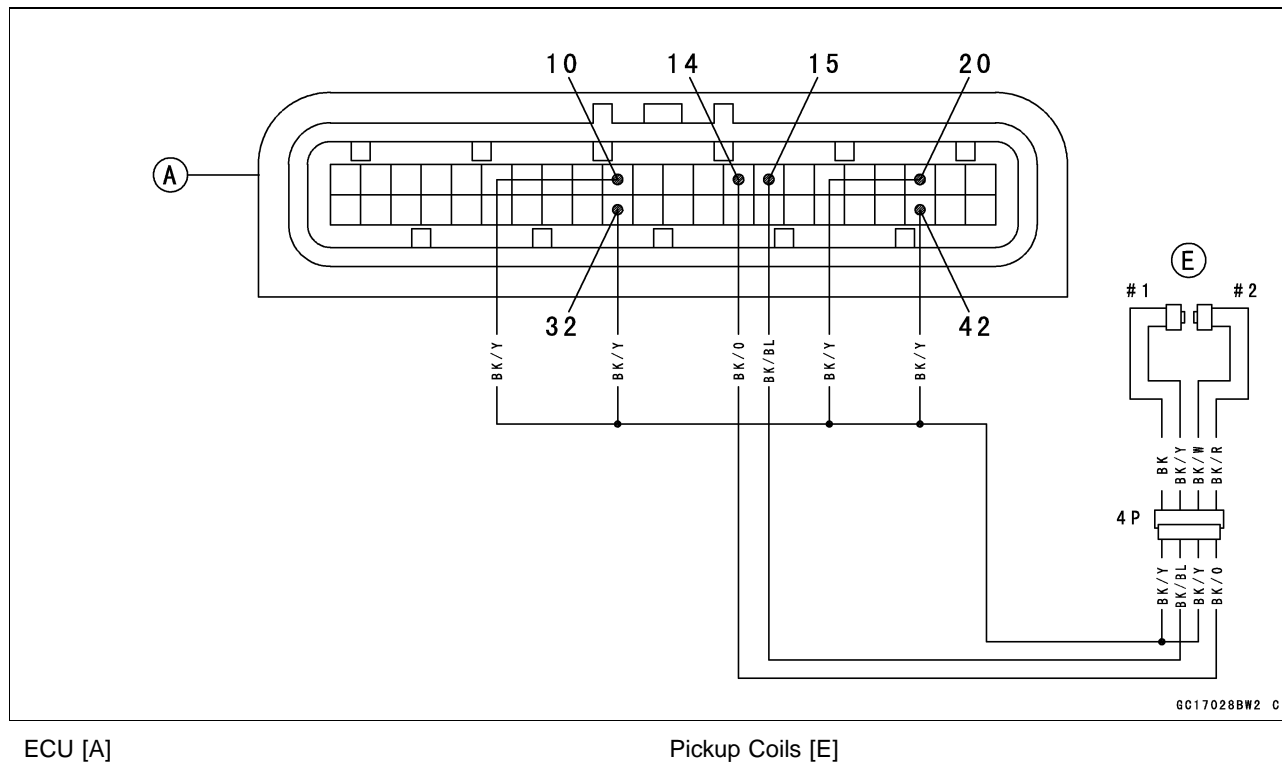 10 14 15 20
A
E
#1 #2
32 42
BK/Y BK/Y BK/O BK/BL BK/Y BK/Y
BK BK/Y BK/W BK/R
4P
BK/Y BK/BL BK/Y BK/O
GC17028BW2 C
ECU [A] Pickup Coils [E]